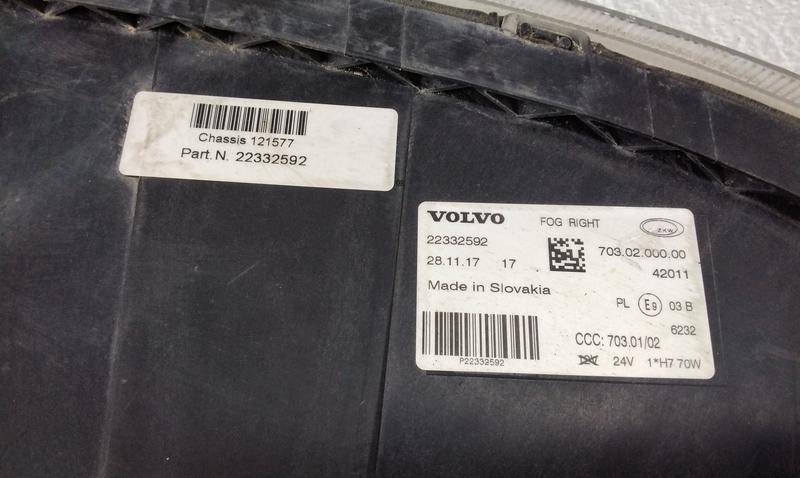 Chassis 121577
Part. N. 22332592
VOLVO FOG RIGHT ZKW
22332592 703.02.000.00
28.11.17 17 42011
Made in Slovakia
PL E9 03 B
6232
CCC: 703.01/02
P22332592 24V 1*H7 70W